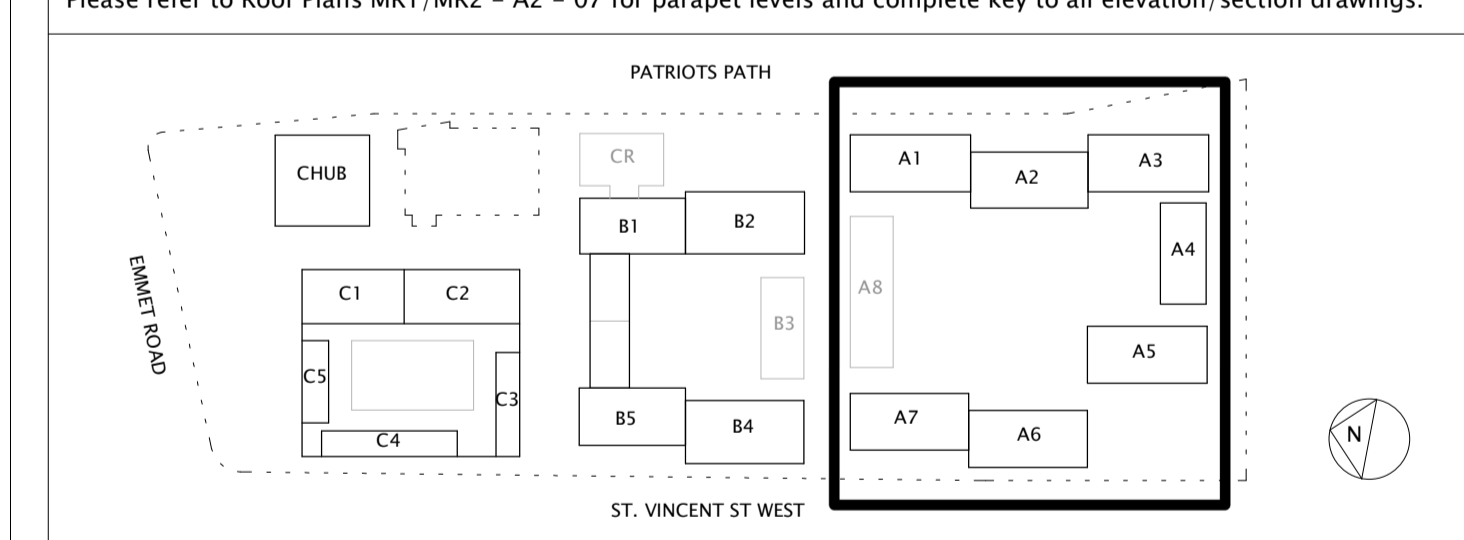 Please refer to Roof Plans MR1/MR2 - A2 - 07 for parapet levels and complete key to all elevation/section drawings.
PATRIOTS PATH
CHUB
CR
A1
A2
A3
B1
B2
A4
EMMET ROAD
C1
C2
A8
B3
A5
C5
C3
C4
B5
B4
A7
A6
N
ST. VINCENT ST WEST